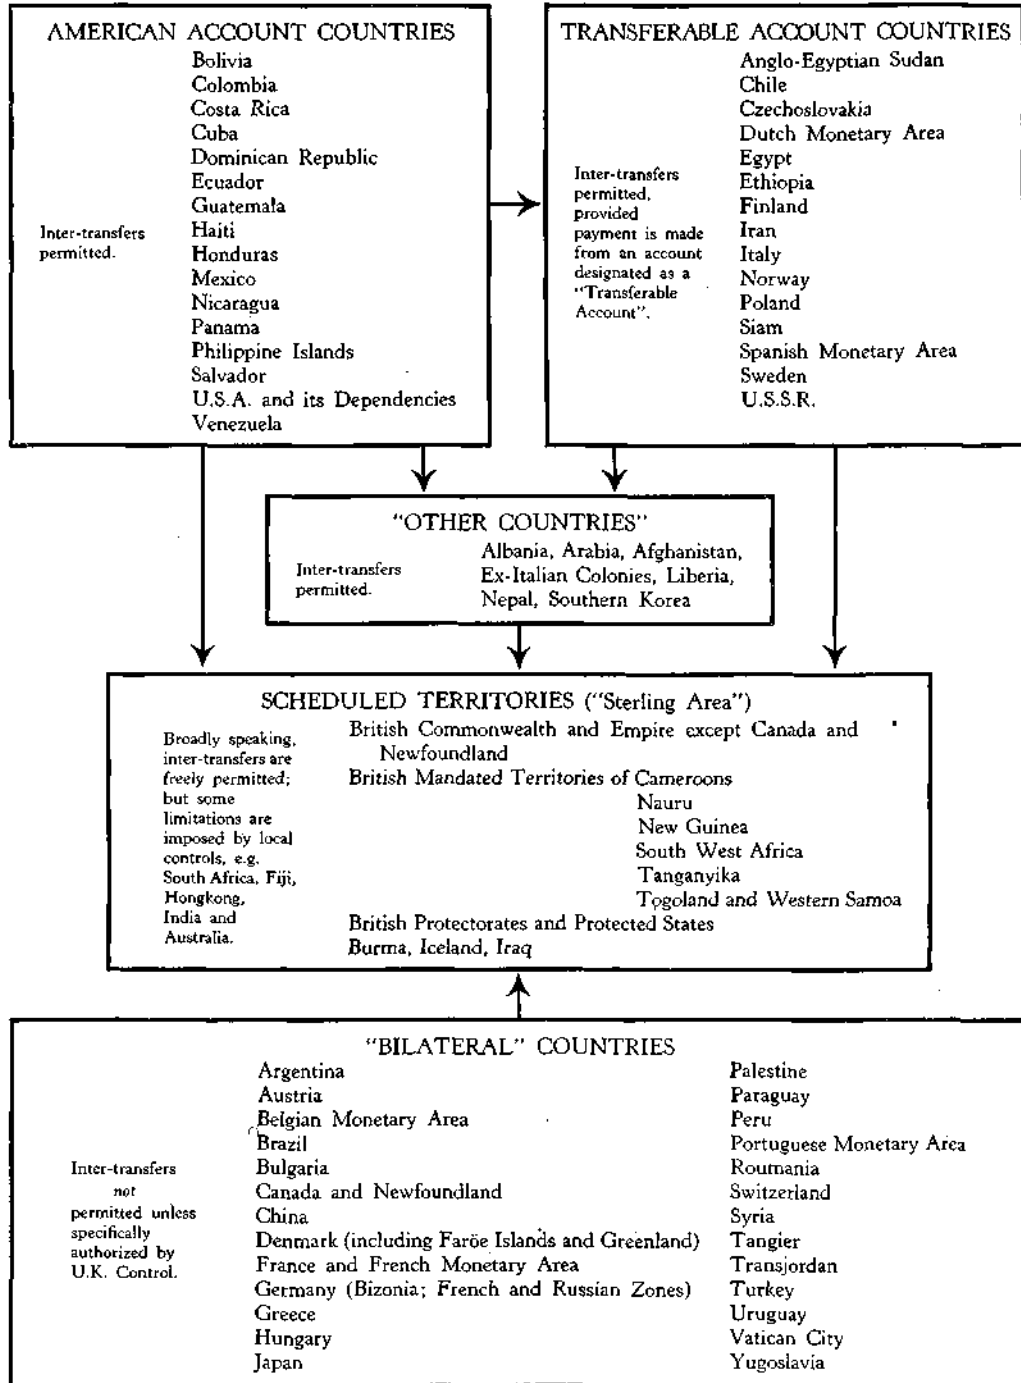 AMERICAN ACCOUNT COUNTRIES
Bolivia
Colombia
Costa Rica
Cuba
Dominican Republic
Ecuador
Guatemala
Haiti
Honduras
Mexico
Nicaragua
Panama
Philippine Islands
Salvador
U.S.A. and its Dependencies
Venezuela
Inter-transfers
permitted.
TRANSFERABLE ACCOUNT COUNTRIES
Anglo-Egyptian Sudan
Chile
Czechoslovakia
Dutch Monetary Area
Egypt
Ethiopia
Finland
Iran
Italy
Norway
Poland
Siam
Spanish Monetary Area
Sweden
U.S.S.R.
Inter-transfers
permitted,
provided
payment is made
from an account
designated as a
"Transferable
Account".
"OTHER COUNTRIES"
Inter-transfers
permitted.
Albania, Arabia, Afghanistan,
Ex-Italian Colonies, Liberia,
Nepal, Southern Korea
SCHEDULED TERRITORIES ("Sterling Area")
Broadly speaking,
inter-transfers are
freely permitted;
but some
limitations are
imposed by local
controls, e.g.
South Africa, Fiji,
Hongkong,
India and
Australia.
British Commonwealth and Empire except Canada and
Newfoundland
British Mandated Territories of Cameroons
Nauru
New Guinea
South West Africa
Tanganyika
Togoland and Western Samoa
British Protectorates and Protected States
Burma, Iceland, Iraq
"BILATERAL" COUNTRIES
Inter-transfers
not
permitted unless
specifically
authorized by
U.K. Control.
Argentina
Austria
Belgian Monetary Area
Brazil
Bulgaria
Canada and Newfoundland
China
Denmark (including Faröe Islands and Greenland)
France and French Monetary Area
Germany (Bizonia; French and Russian Zones)
Greece
Hungary
Japan
Palestine
Paraguay
Peru
Portuguese Monetary Area
Roumania
Switzerland
Syria
Tangier
Transjordan
Turkey
Uruguay
Vatican City
Yugoslavia